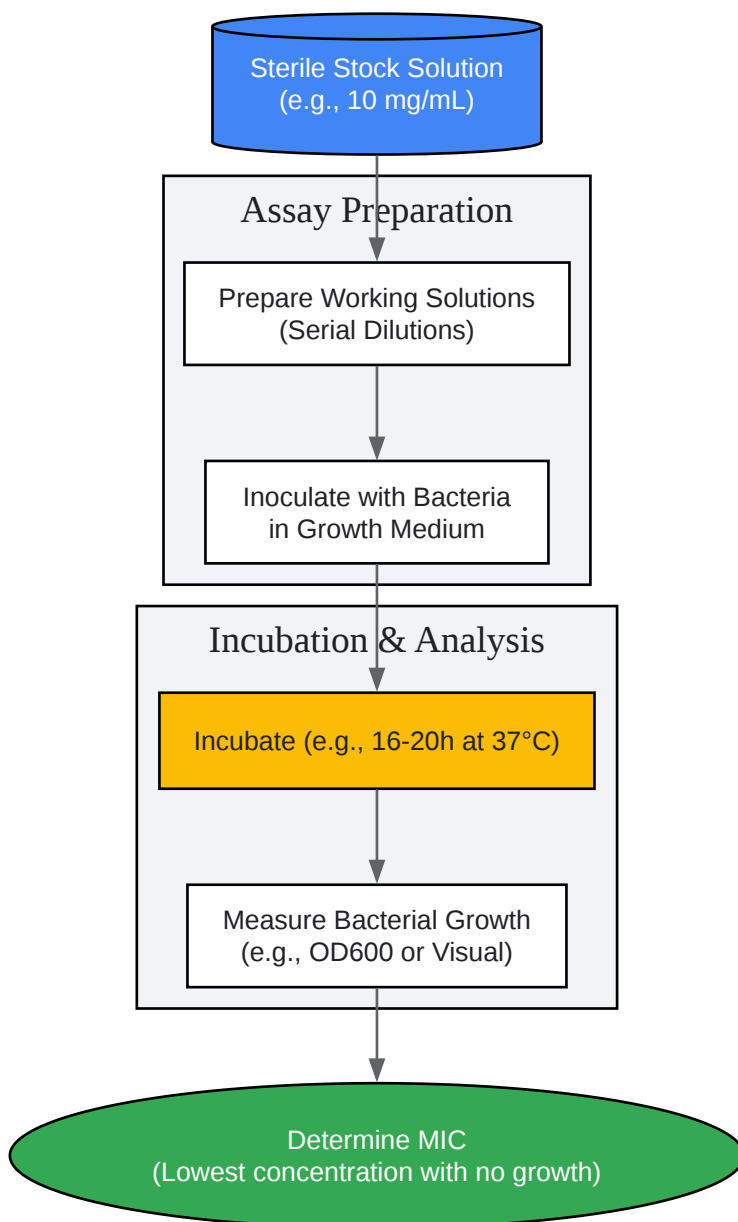 Sterile Stock Solution
(e.g., 10 mg/mL)
Assay Preparation
Prepare Working Solutions
(Serial Dilutions)
Inoculate with Bacteria
in Growth Medium
Incubation & Analysis
Incubate (e.g., 16-20h at 37°C)
Measure Bacterial Growth
(e.g., OD600 or Visual)
Determine MIC
(Lowest concentration with no growth)